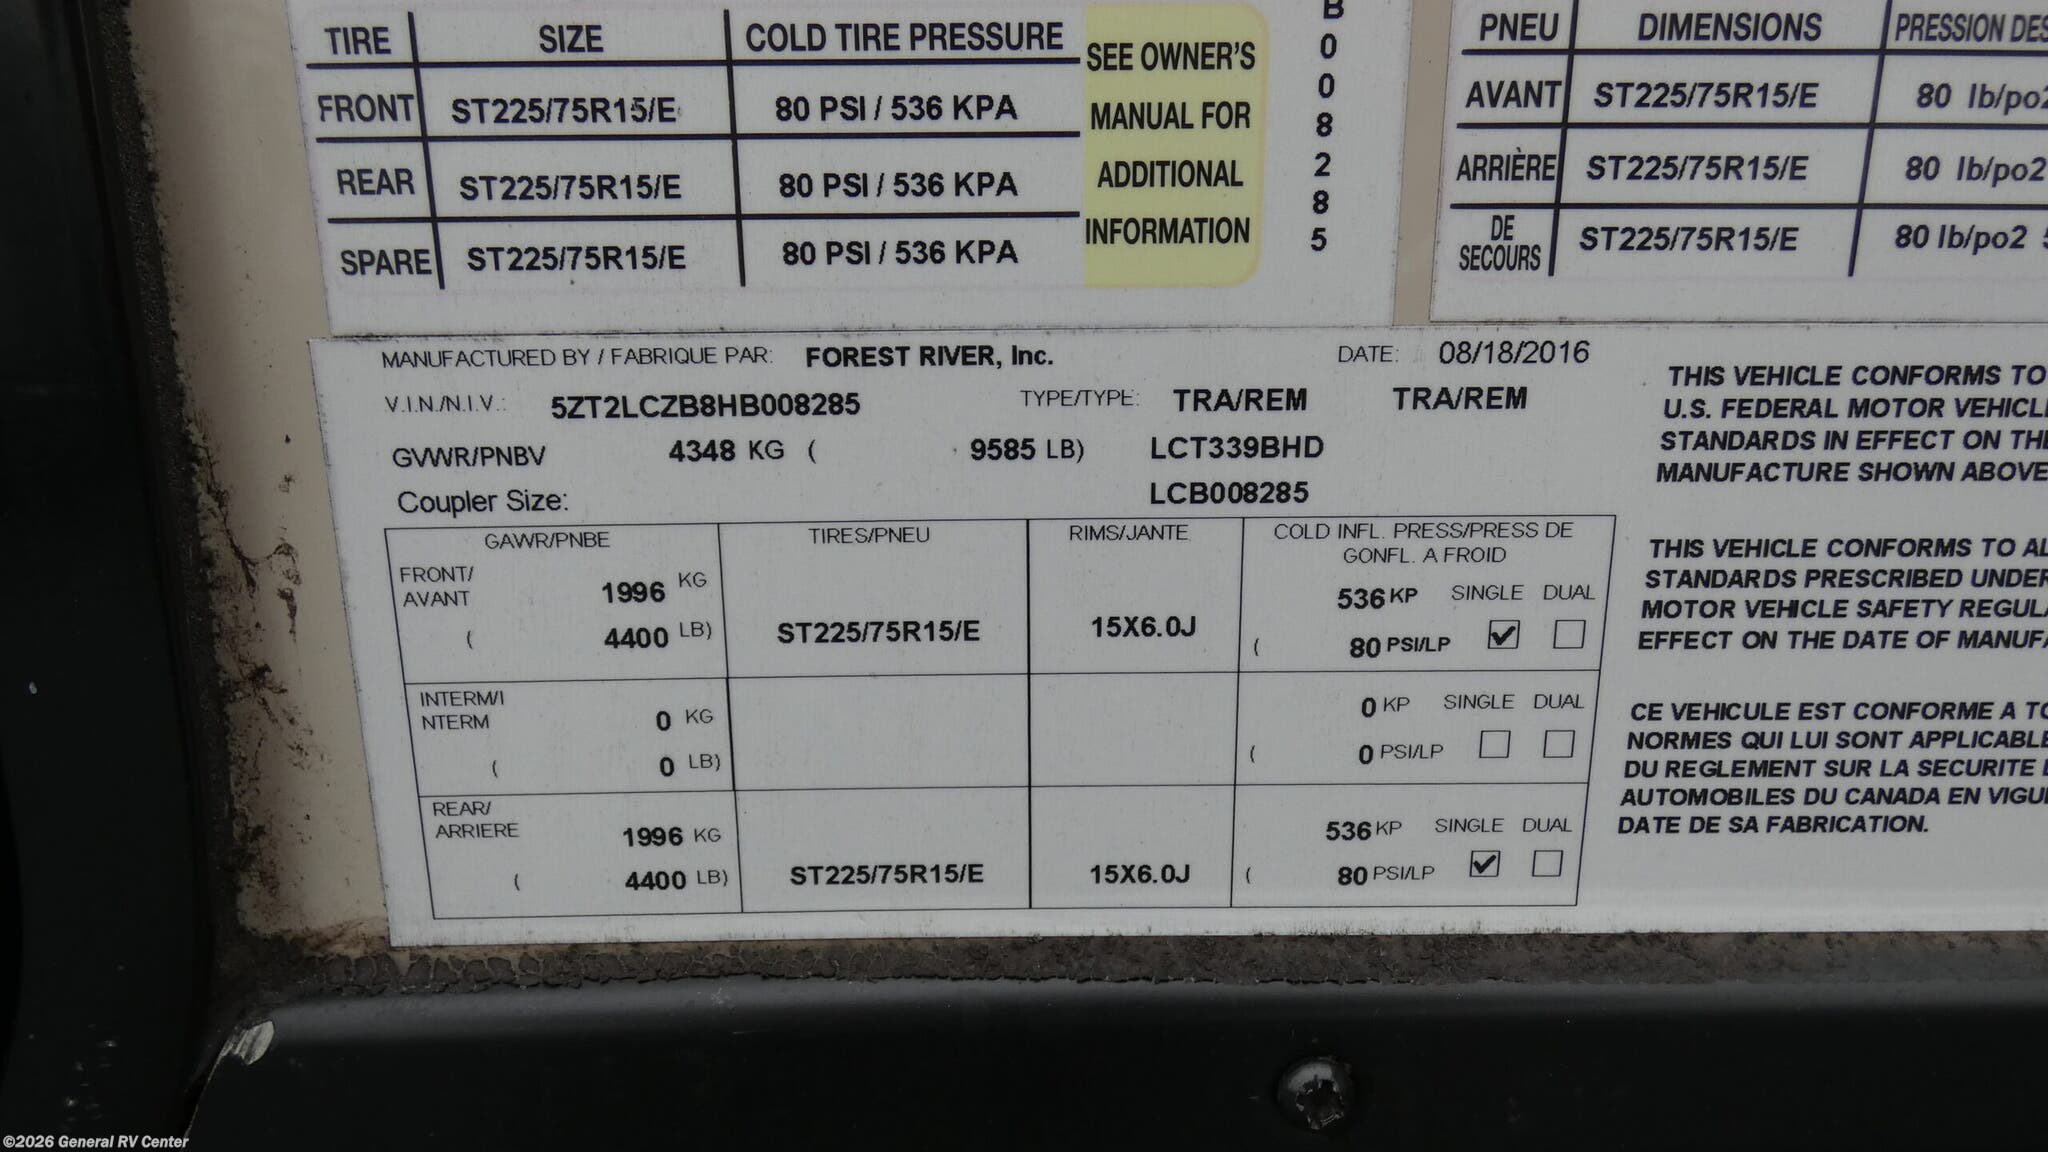 TIRE SIZE COLD TIRE PRESSURE
FRONT ST225/75R15/E 80 PSI / 536 KPA
REAR ST225/75R15/E 80 PSI / 536 KPA
SPARE ST225/75R15/E 80 PSI / 536 KPA
SEE OWNER'S
MANUAL FOR
ADDITIONAL
INFORMATION
B
0
0
8
2
8
5
PNEU DIMENSIONS PRESSION DES
AVANT ST225/75R15/E 80 lb/po2
ARRIÈRE ST225/75R15/E 80 lb/po2
DE
SECOURS ST225/75R15/E 80 lb/po2 5
MANUFACTURED BY / FABRIQUE PAR: FOREST RIVER, Inc. DATE: 08/18/2016
V.I.N./N.I.V.: 5ZT2LCZB8HB008285 TYPE/TYPE: TRA/REM TRA/REM
GVWR/PNBV 4348 KG ( 9585 LB) LCT339BHD
Coupler Size: LCB008285
GAWR/PNBE TIRES/PNEU RIMS/JANTE COLD INFL. PRESS/PRESS DE
GONFL. A FROID
FRONT/
AVANT 1996 KG 536 KP SINGLE DUAL
( 4400 LB) ST225/75R15/E 15X6.0J ( 80 PSI/LP
INTERM/I
NTERM 0 KG 0 KP SINGLE DUAL
( 0 LB) ( 0 PSI/LP
REAR/
ARRIERE 1996 KG 536 KP SINGLE DUAL
( 4400 LB) ST225/75R15/E 15X6.0J ( 80 PSI/LP
THIS VEHICLE CONFORMS TO
U.S. FEDERAL MOTOR VEHICL
STANDARDS IN EFFECT ON TH
MANUFACTURE SHOWN ABOVE
THIS VEHICLE CONFORMS TO AL
STANDARDS PRESCRIBED UNDER
MOTOR VEHICLE SAFETY REGULA
EFFECT ON THE DATE OF MANUFA
CE VEHICULE EST CONFORME A TO
NORMES QUI LUI SONT APPLICABLE
DU REGLEMENT SUR LA SECURITE
AUTOMOBILES DU CANADA EN VIGU
DATE DE SA FABRICATION.
©2026 General RV Center